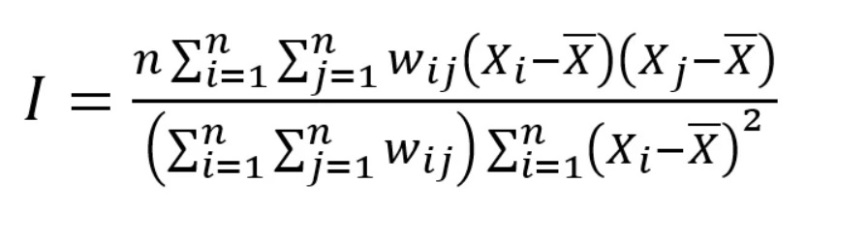 I = \frac{n \sum_{i=1}^{n} \sum_{j=1}^{n} w_{ij} (X_i - \overline{X})(X_j - \overline{X})}{\left( \sum_{i=1}^{n} \sum_{j=1}^{n} w_{ij} \right) \sum_{i=1}^{n} (X_i - \overline{X})^2}